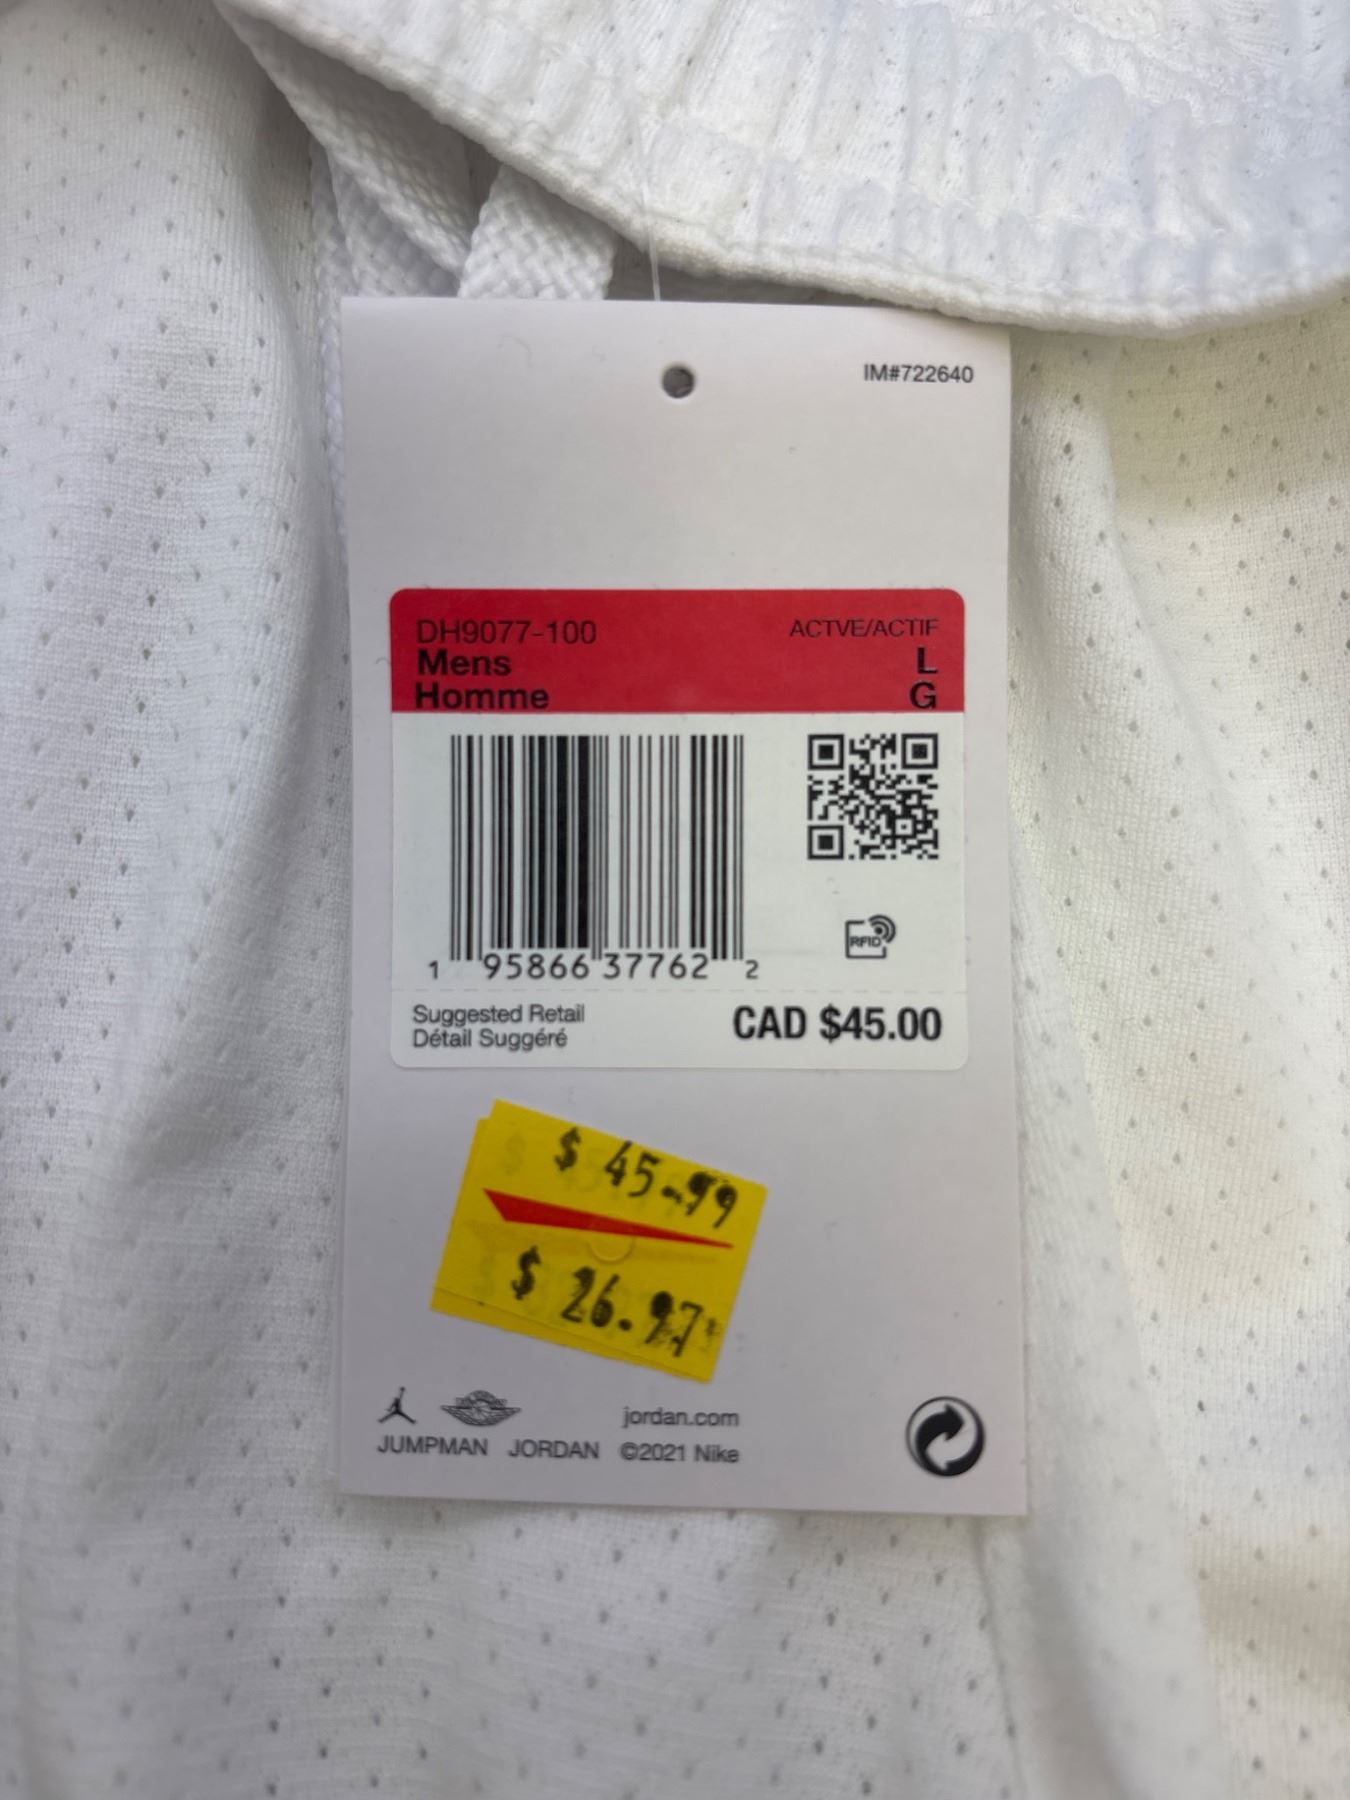 IM#722640
DH9077-100
ACTVE/ACTIF
Mens
L
Homme
G
RFID
1 95866 37762 2
Suggested Retail
Détail Suggéré
CAD $45.00
$ 45.99
$ 26.97
jordan.com
JUMPMAN JORDAN ©2021 Nike